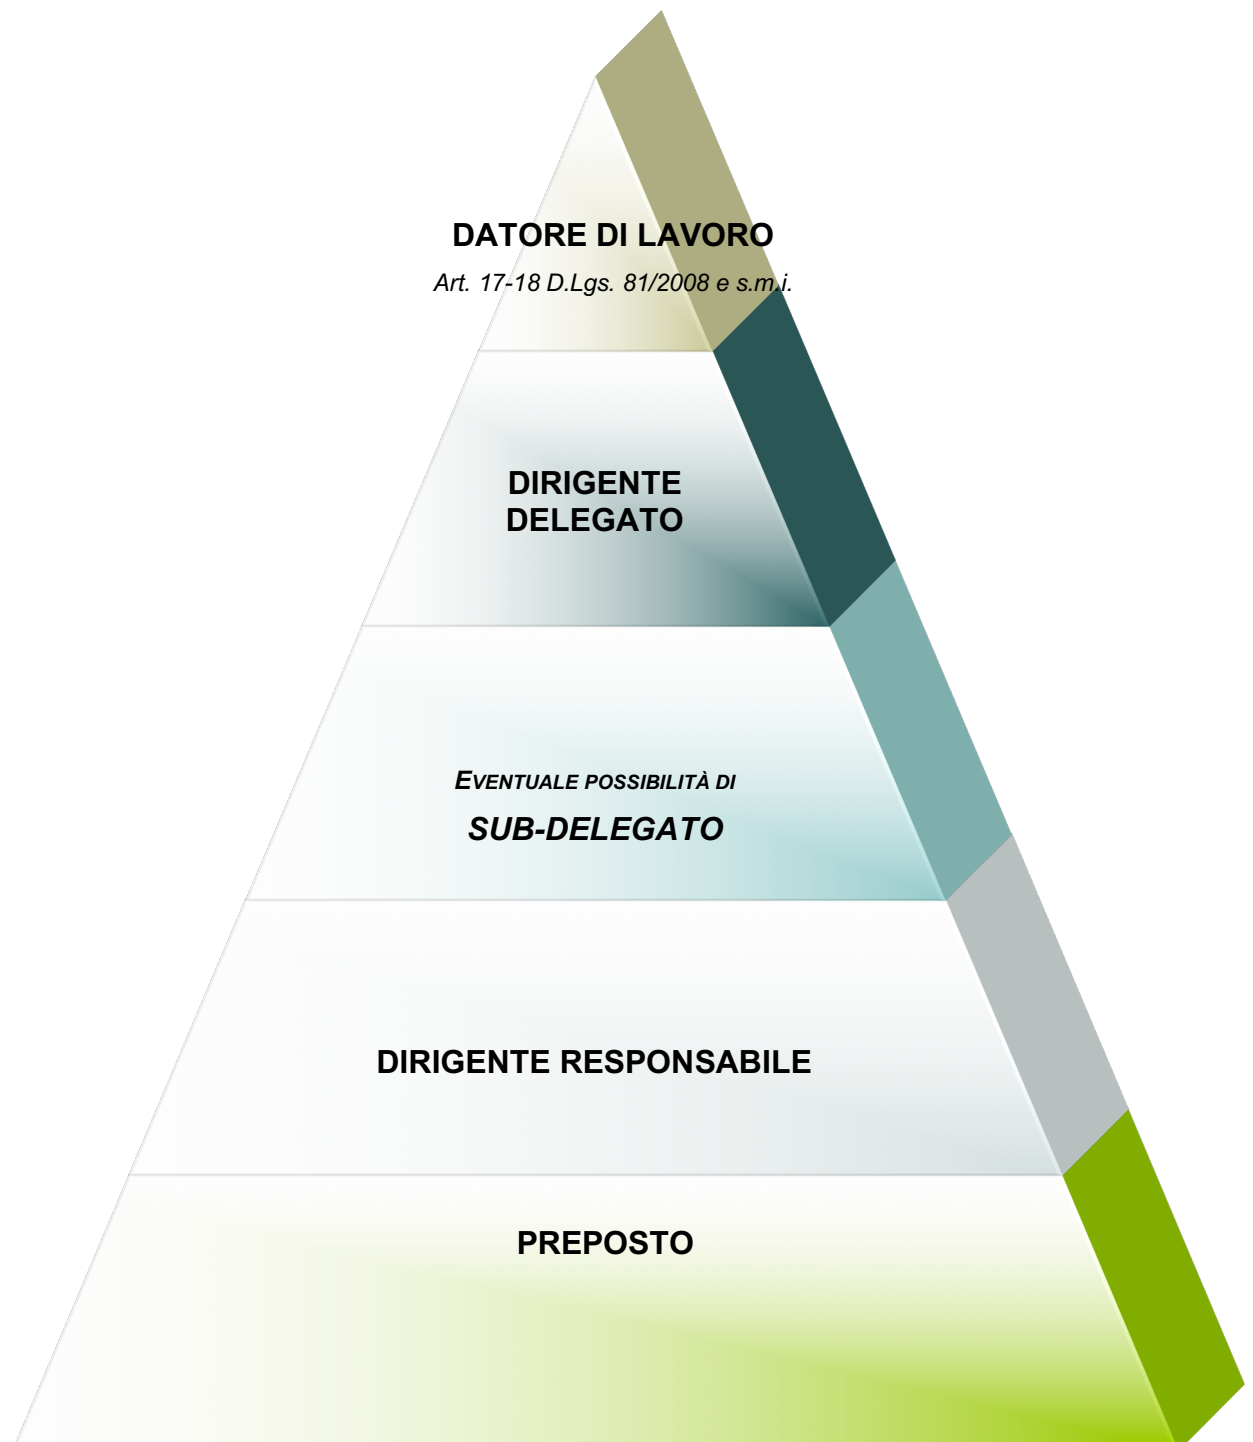 DATORE DI LAVORO
Art. 17-18 D.Lgs. 81/2008 e s.m.i.
DIRIGENTE
DELEGATO
EVENTUALE POSSIBILITÀ DI
SUB-DELEGATO
DIRIGENTE RESPONSABILE
PREPOSTO